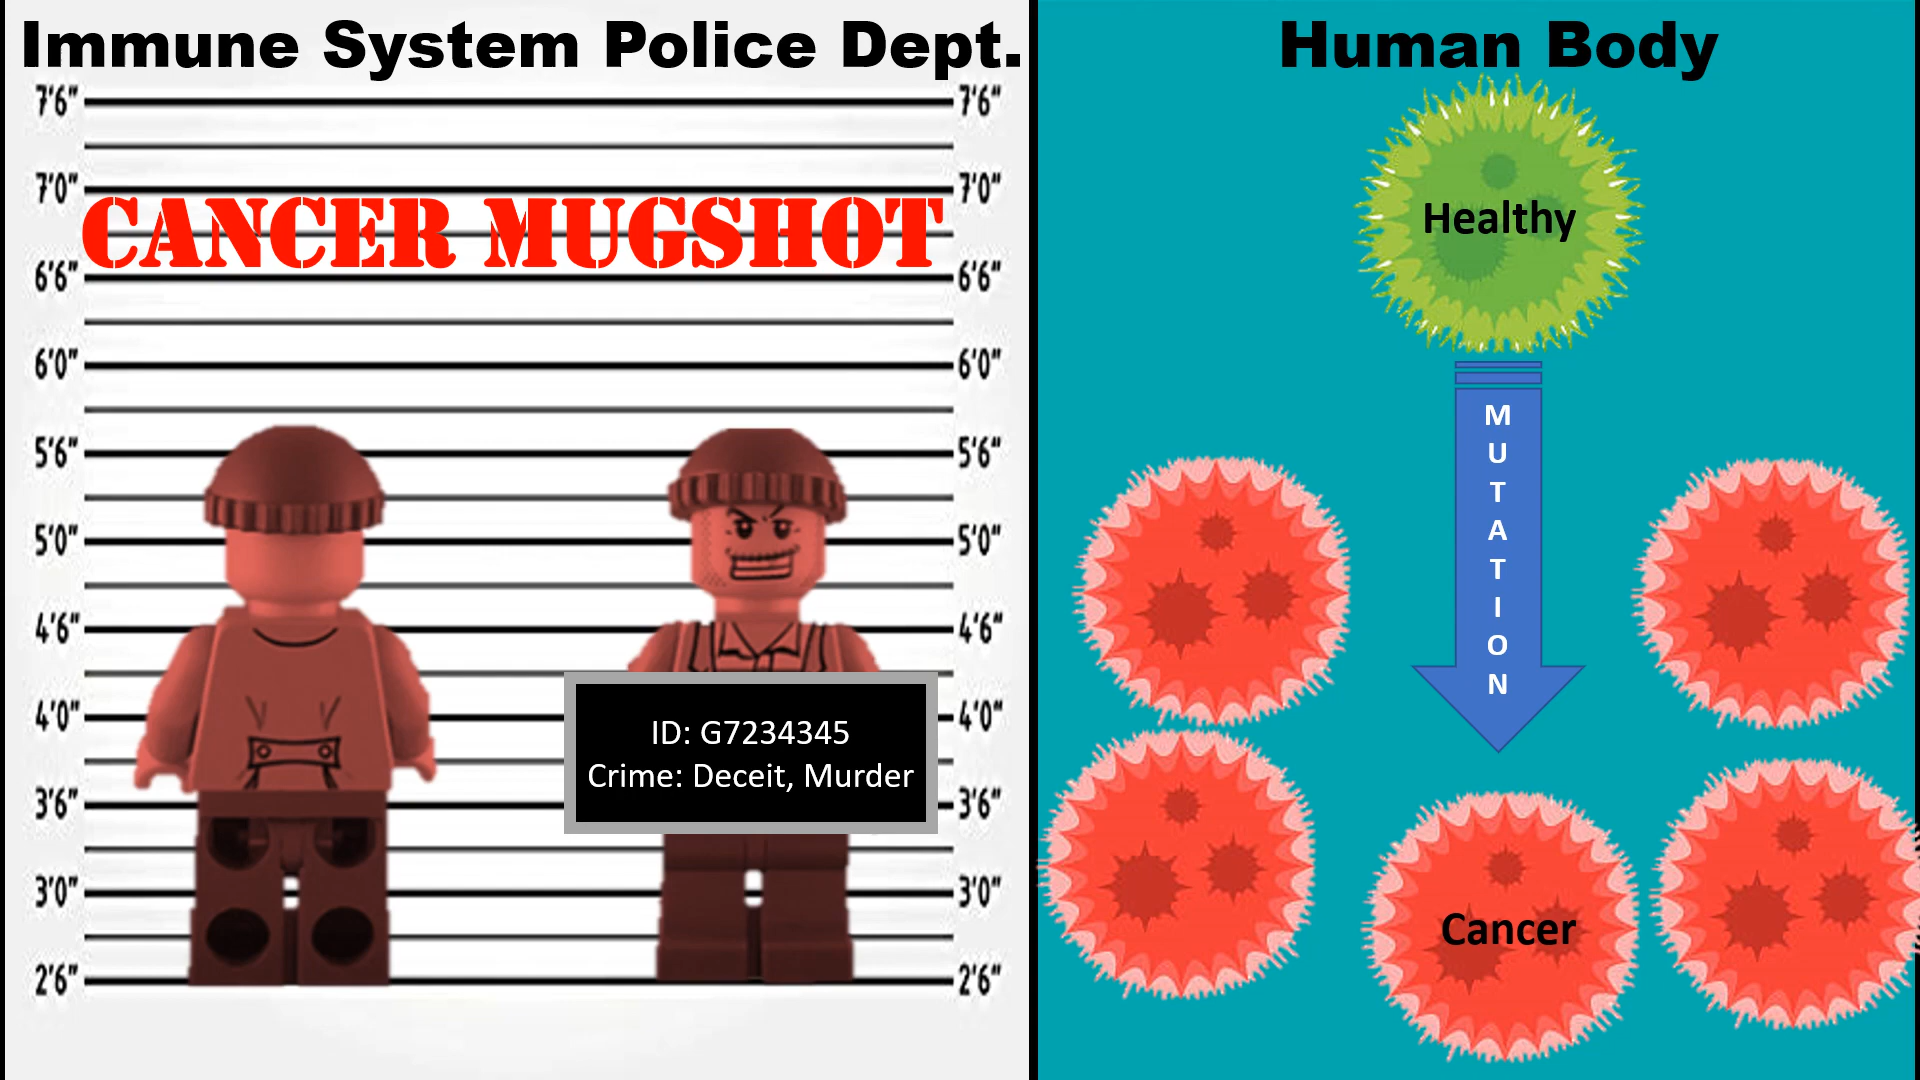 Immune System Police Dept.
7'6" 7'6"
7'0" 7'0"
CANCER MUGSHOT
6'6" 6'6"
6'0" 6'0"
5'6" 5'6"
5'0" 5'0"
4'6" 4'6"
4'0" 4'0"
ID: G7234345
Crime: Deceit, Murder
3'6" 3'6"
3'0" 3'0"
2'6" 2'6"
Human Body
Healthy
MUTATION
Cancer